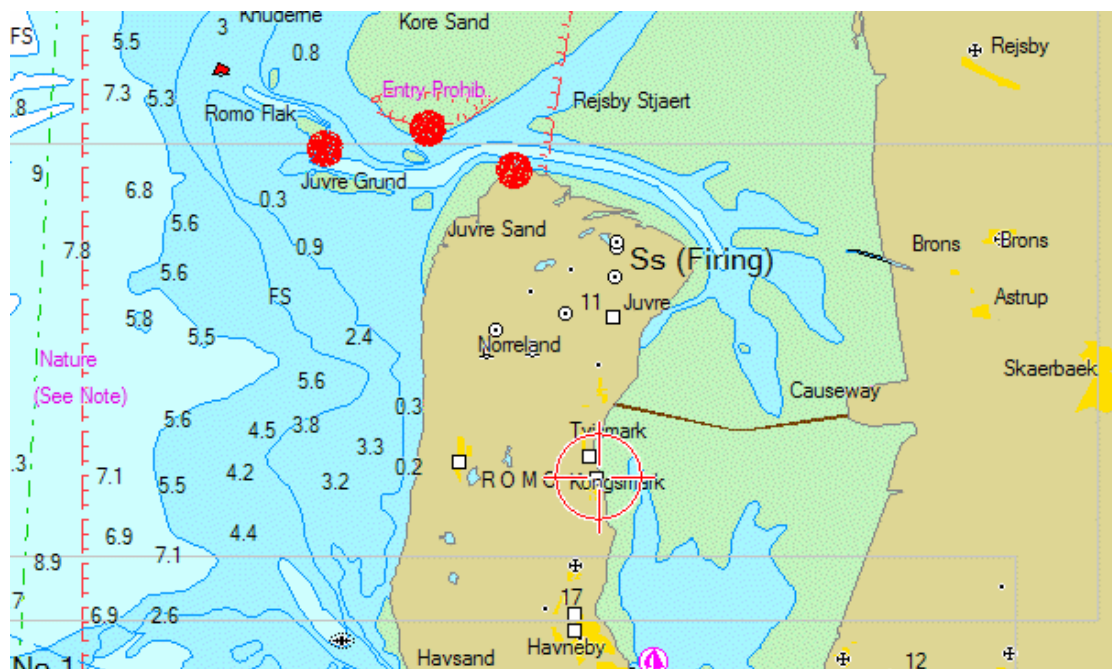 Knudeme
Kore Sand
FS
5.5
3
0.8
Rejsby
Entry Prohib.
7.3
5.3
.8
Romo Flak
Rejsby Stjaert
9
6.8
Juvre Grund
0.3
5.6
Juvre Sand
7.8
0.9
Brons
Brons
Ss (Firing)
5.6
FS
11
Juvre
Astrup
5.8
5.5
2.4
Norreland
Nature
(See Note)
Skaerbaek
5.6
Causeway
0.3
5.6
4.5
3.8
3.3
.3
7.1
4.2
0.2
5.5
3.2
R O M
Kongsmark
6.9
4.4
7.1
8.9
7
6.9
2.6
17
Havneby
Havsand
12
No 1